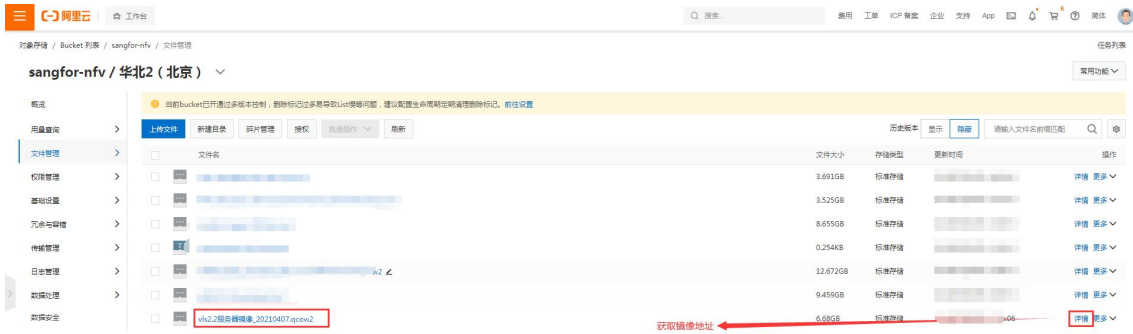 阿里云 工作台 搜索... 费用 工单 ICP 备案 企业 支持 App 6 简体
对象存储 / Bucket 列表 / sangfor-nfv / 文件管理 任务列表
sangfor-nfv / 华北2（北京） 常用功能
概览 当前bucket已开通过多版本控制，删除标记过多易导致List慢等问题，建议配置生命周期定期清理删除标记。前往设置
用量查询 上传文件 新建目录 碎片管理 授权 批量操作 刷新 历史版本 显示 隐藏 请输入文件名前缀匹配
文件管理 文件名 文件大小 存储类型 更新时间 操作
权限管理 3.691GB 标准存储 详情 更多
基础设置 3.525GB 标准存储 详情 更多
冗余与容错 8.655GB 标准存储 详情 更多
传输管理 0.254KB 标准存储 详情 更多
日志管理 w2 12.672GB 标准存储 详情 更多
数据处理 9.459GB 标准存储 详情 更多
数据安全 vls2.2服务器镜像_20210407.qcow2 6.68GB 标准存储 详情 更多
获取镜像地址